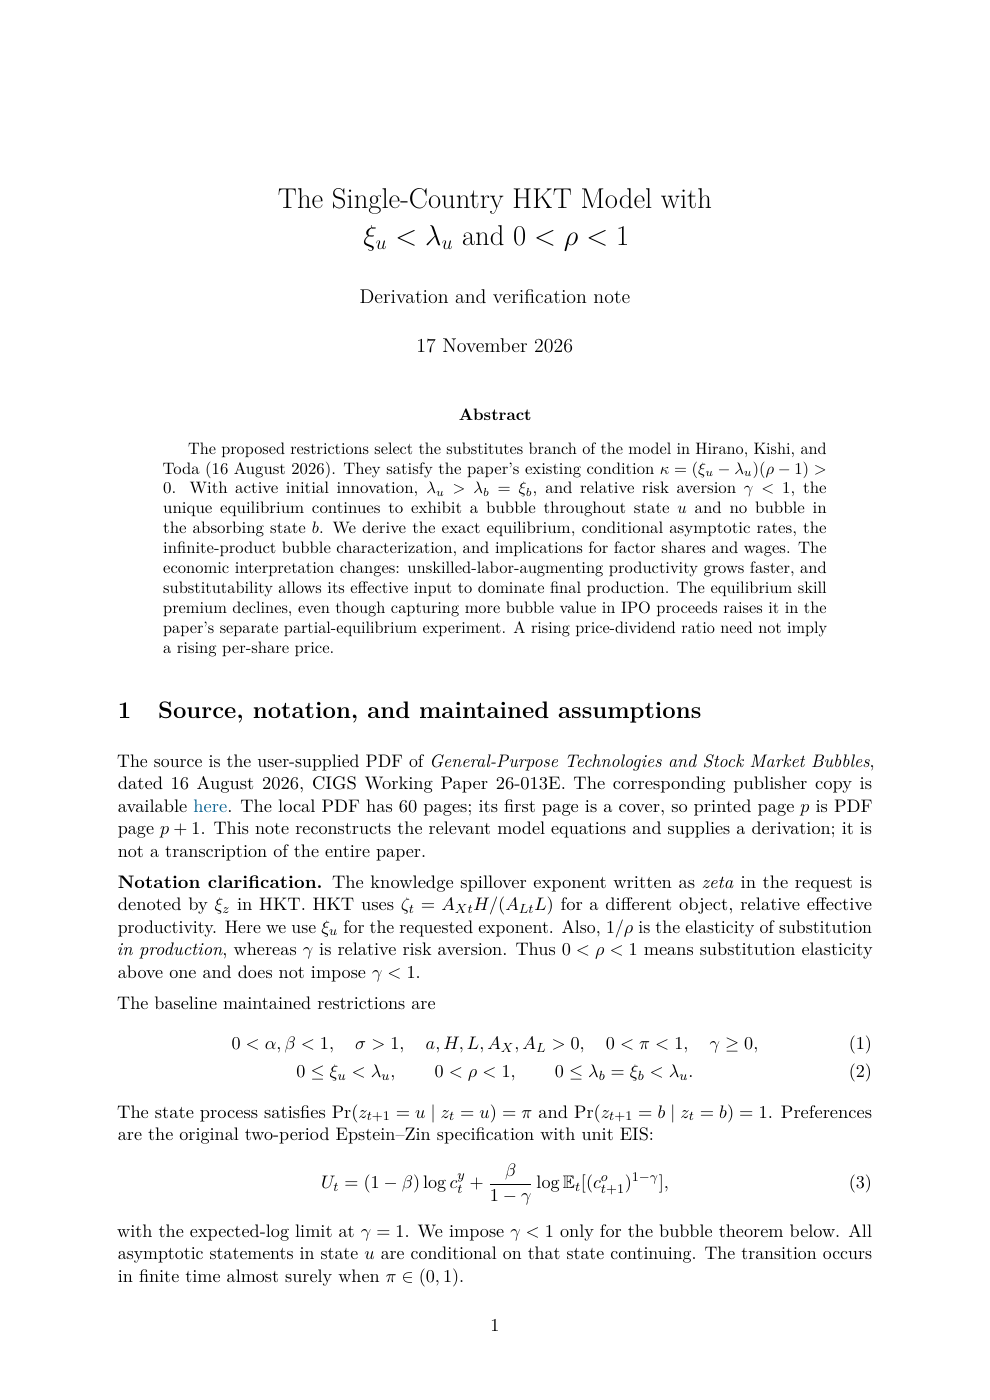 The Single-Country HKT Model with
ξ_u < λ_u and 0 < ρ < 1
Derivation and verification note
17 November 2026
Abstract
The proposed restrictions select the substitutes branch of the model in Hirano, Kishi, and
Toda (16 August 2026). They satisfy the paper's existing condition κ = (ξ_u − λ_u)(ρ − 1) >
0. With active initial innovation, λ_u > λ_b = ξ_b, and relative risk aversion γ < 1, the
unique equilibrium continues to exhibit a bubble throughout state u and no bubble in
the absorbing state b. We derive the exact equilibrium, conditional asymptotic rates, the
infinite-product bubble characterization, and implications for factor shares and wages. The
economic interpretation changes: unskilled-labor-augmenting productivity grows faster, and
substitutability allows its effective input to dominate final production. The equilibrium skill
premium declines, even though capturing more bubble value in IPO proceeds raises it in the
paper's separate partial-equilibrium experiment. A rising price-dividend ratio need not imply
a rising per-share price.
1 Source, notation, and maintained assumptions
The source is the user-supplied PDF of General-Purpose Technologies and Stock Market Bubbles,
dated 16 August 2026, CIGS Working Paper 26-013E. The corresponding publisher copy is
available here. The local PDF has 60 pages; its first page is a cover, so printed page p is PDF
page p + 1. This note reconstructs the relevant model equations and supplies a derivation; it is
not a transcription of the entire paper.
Notation clarification. The knowledge spillover exponent written as zeta in the request is
denoted by ξ_z in HKT. HKT uses ζ_t = A_{Xt}H/(A_{Lt}L) for a different object, relative effective
productivity. Here we use ξ_u for the requested exponent. Also, 1/ρ is the elasticity of substitution
in production, whereas γ is relative risk aversion. Thus 0 < ρ < 1 means substitution elasticity
above one and does not impose γ < 1.
The baseline maintained restrictions are
0 < α, β < 1, σ > 1, a, H, L, A_X, A_L > 0, 0 < π < 1, γ ≥ 0, (1)
0 ≤ ξ_u < λ_u, 0 < ρ < 1, 0 ≤ λ_b = ξ_b < λ_u. (2)
The state process satisfies Pr(z_{t+1} = u | z_t = u) = π and Pr(z_{t+1} = b | z_t = b) = 1. Preferences
are the original two-period Epstein–Zin specification with unit EIS:
U_t = (1 − β) log c_t^y + β/(1 − γ) log 𝔼_t[(c_{t+1}^o)^{1−γ}], (3)
with the expected-log limit at γ = 1. We impose γ < 1 only for the bubble theorem below. All
asymptotic statements in state u are conditional on that state continuing. The transition occurs
in finite time almost surely when π ∈ (0, 1).
1